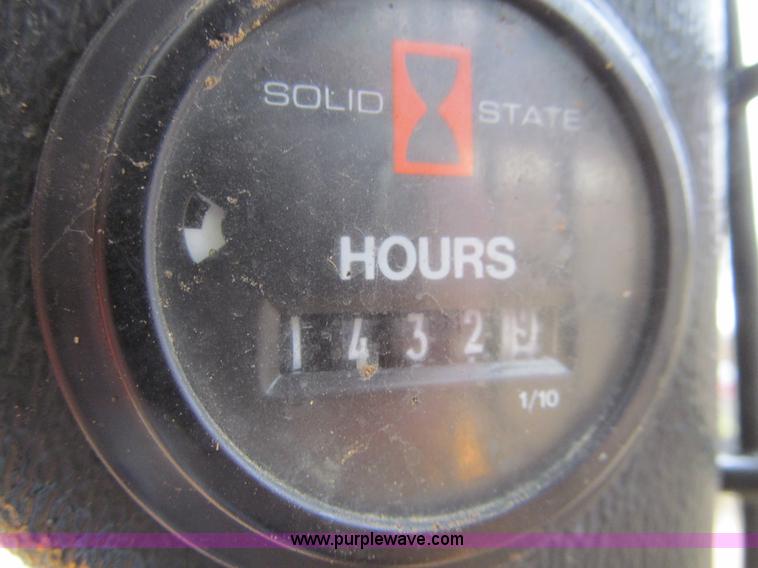 SOLID STATE
HOURS
1 4 3 2 9
1/10
www.purplewave.com